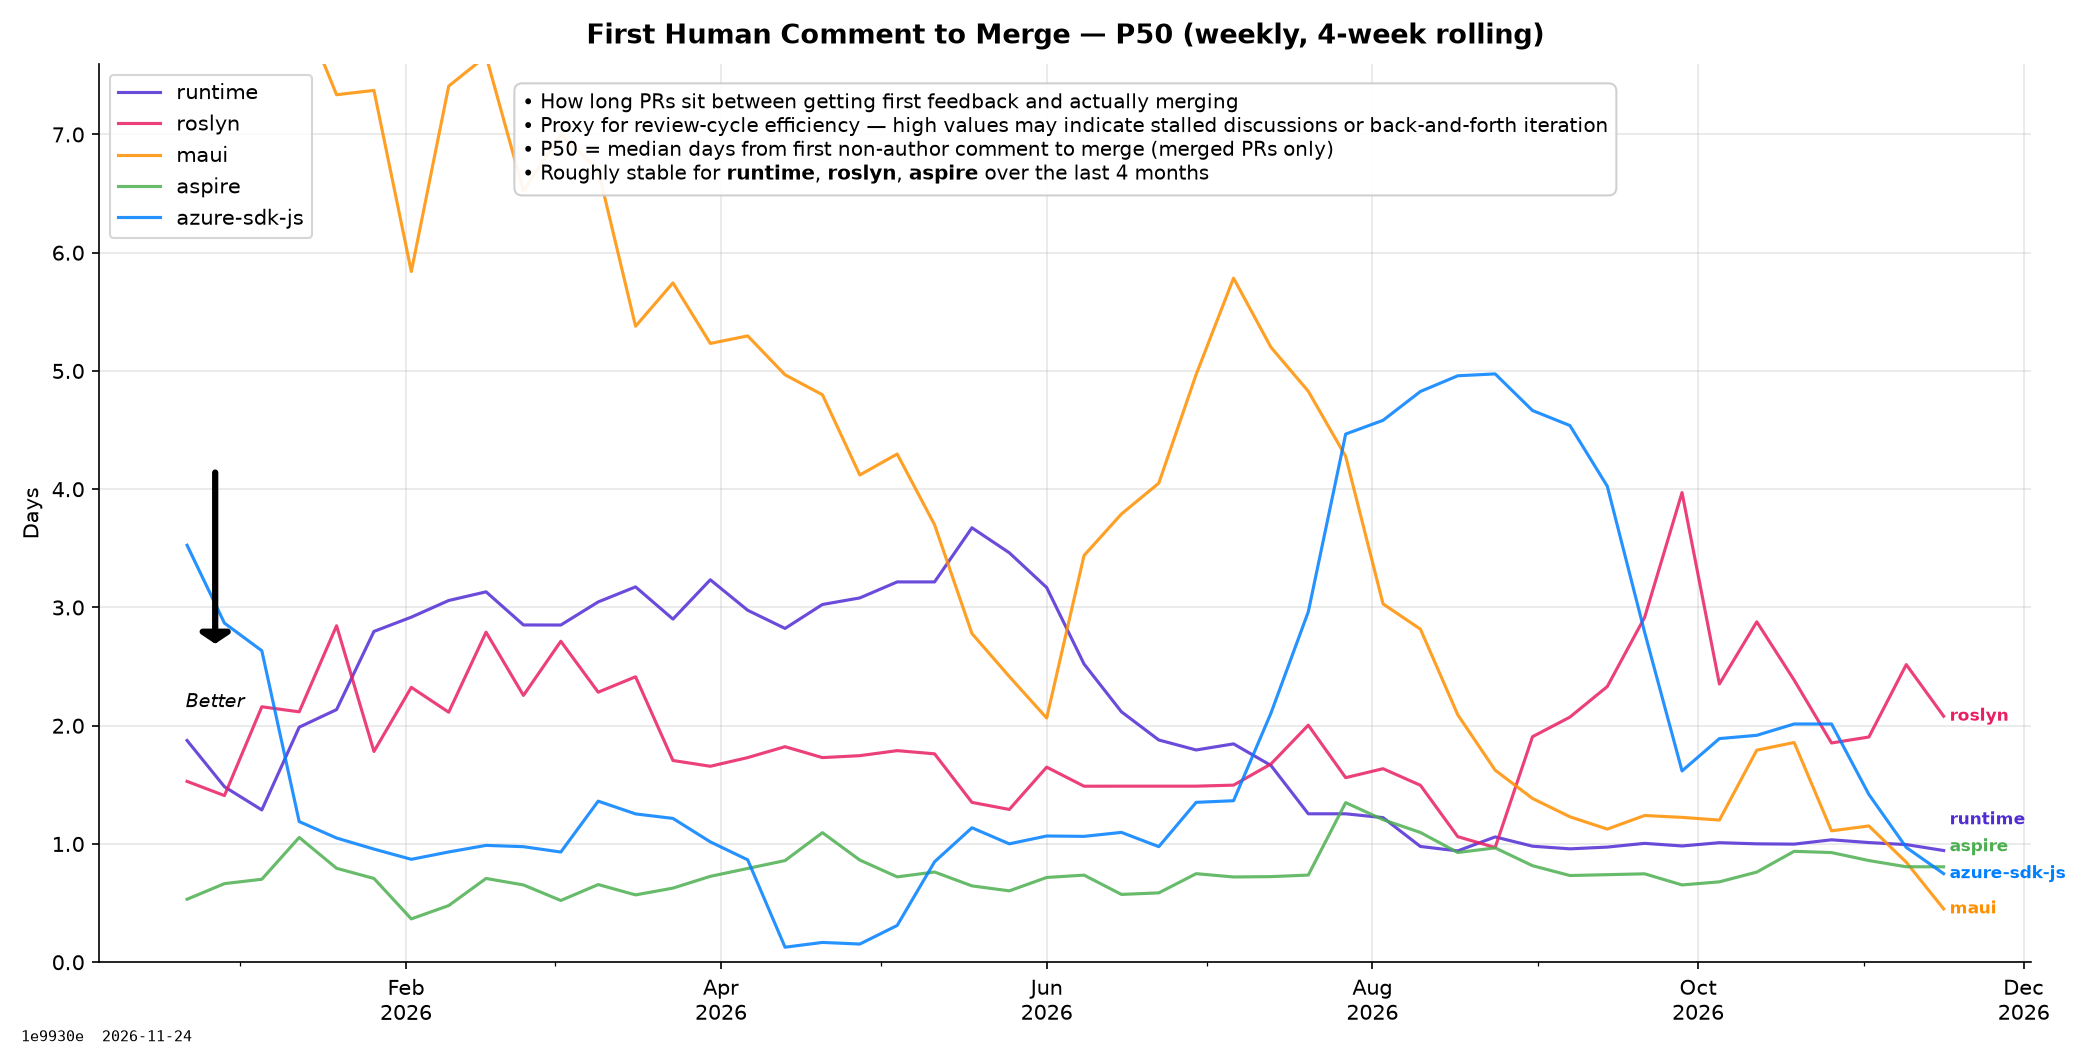 First Human Comment to Merge — P50 (weekly, 4-week rolling)
runtime
roslyn
maui
aspire
azure-sdk-js
• How long PRs sit between getting first feedback and actually merging
• Proxy for review-cycle efficiency — high values may indicate stalled discussions or back-and-forth iteration
• P50 = median days from first non-author comment to merge (merged PRs only)
• Roughly stable for runtime, roslyn, aspire over the last 4 months
7.0
6.0
5.0
4.0
3.0
2.0
1.0
0.0
Days
Better
roslyn
runtime
aspire
azure-sdk-js
maui
Feb
2026
Apr
2026
Jun
2026
Aug
2026
Oct
2026
Dec
2026
1e9930e  2026-11-24